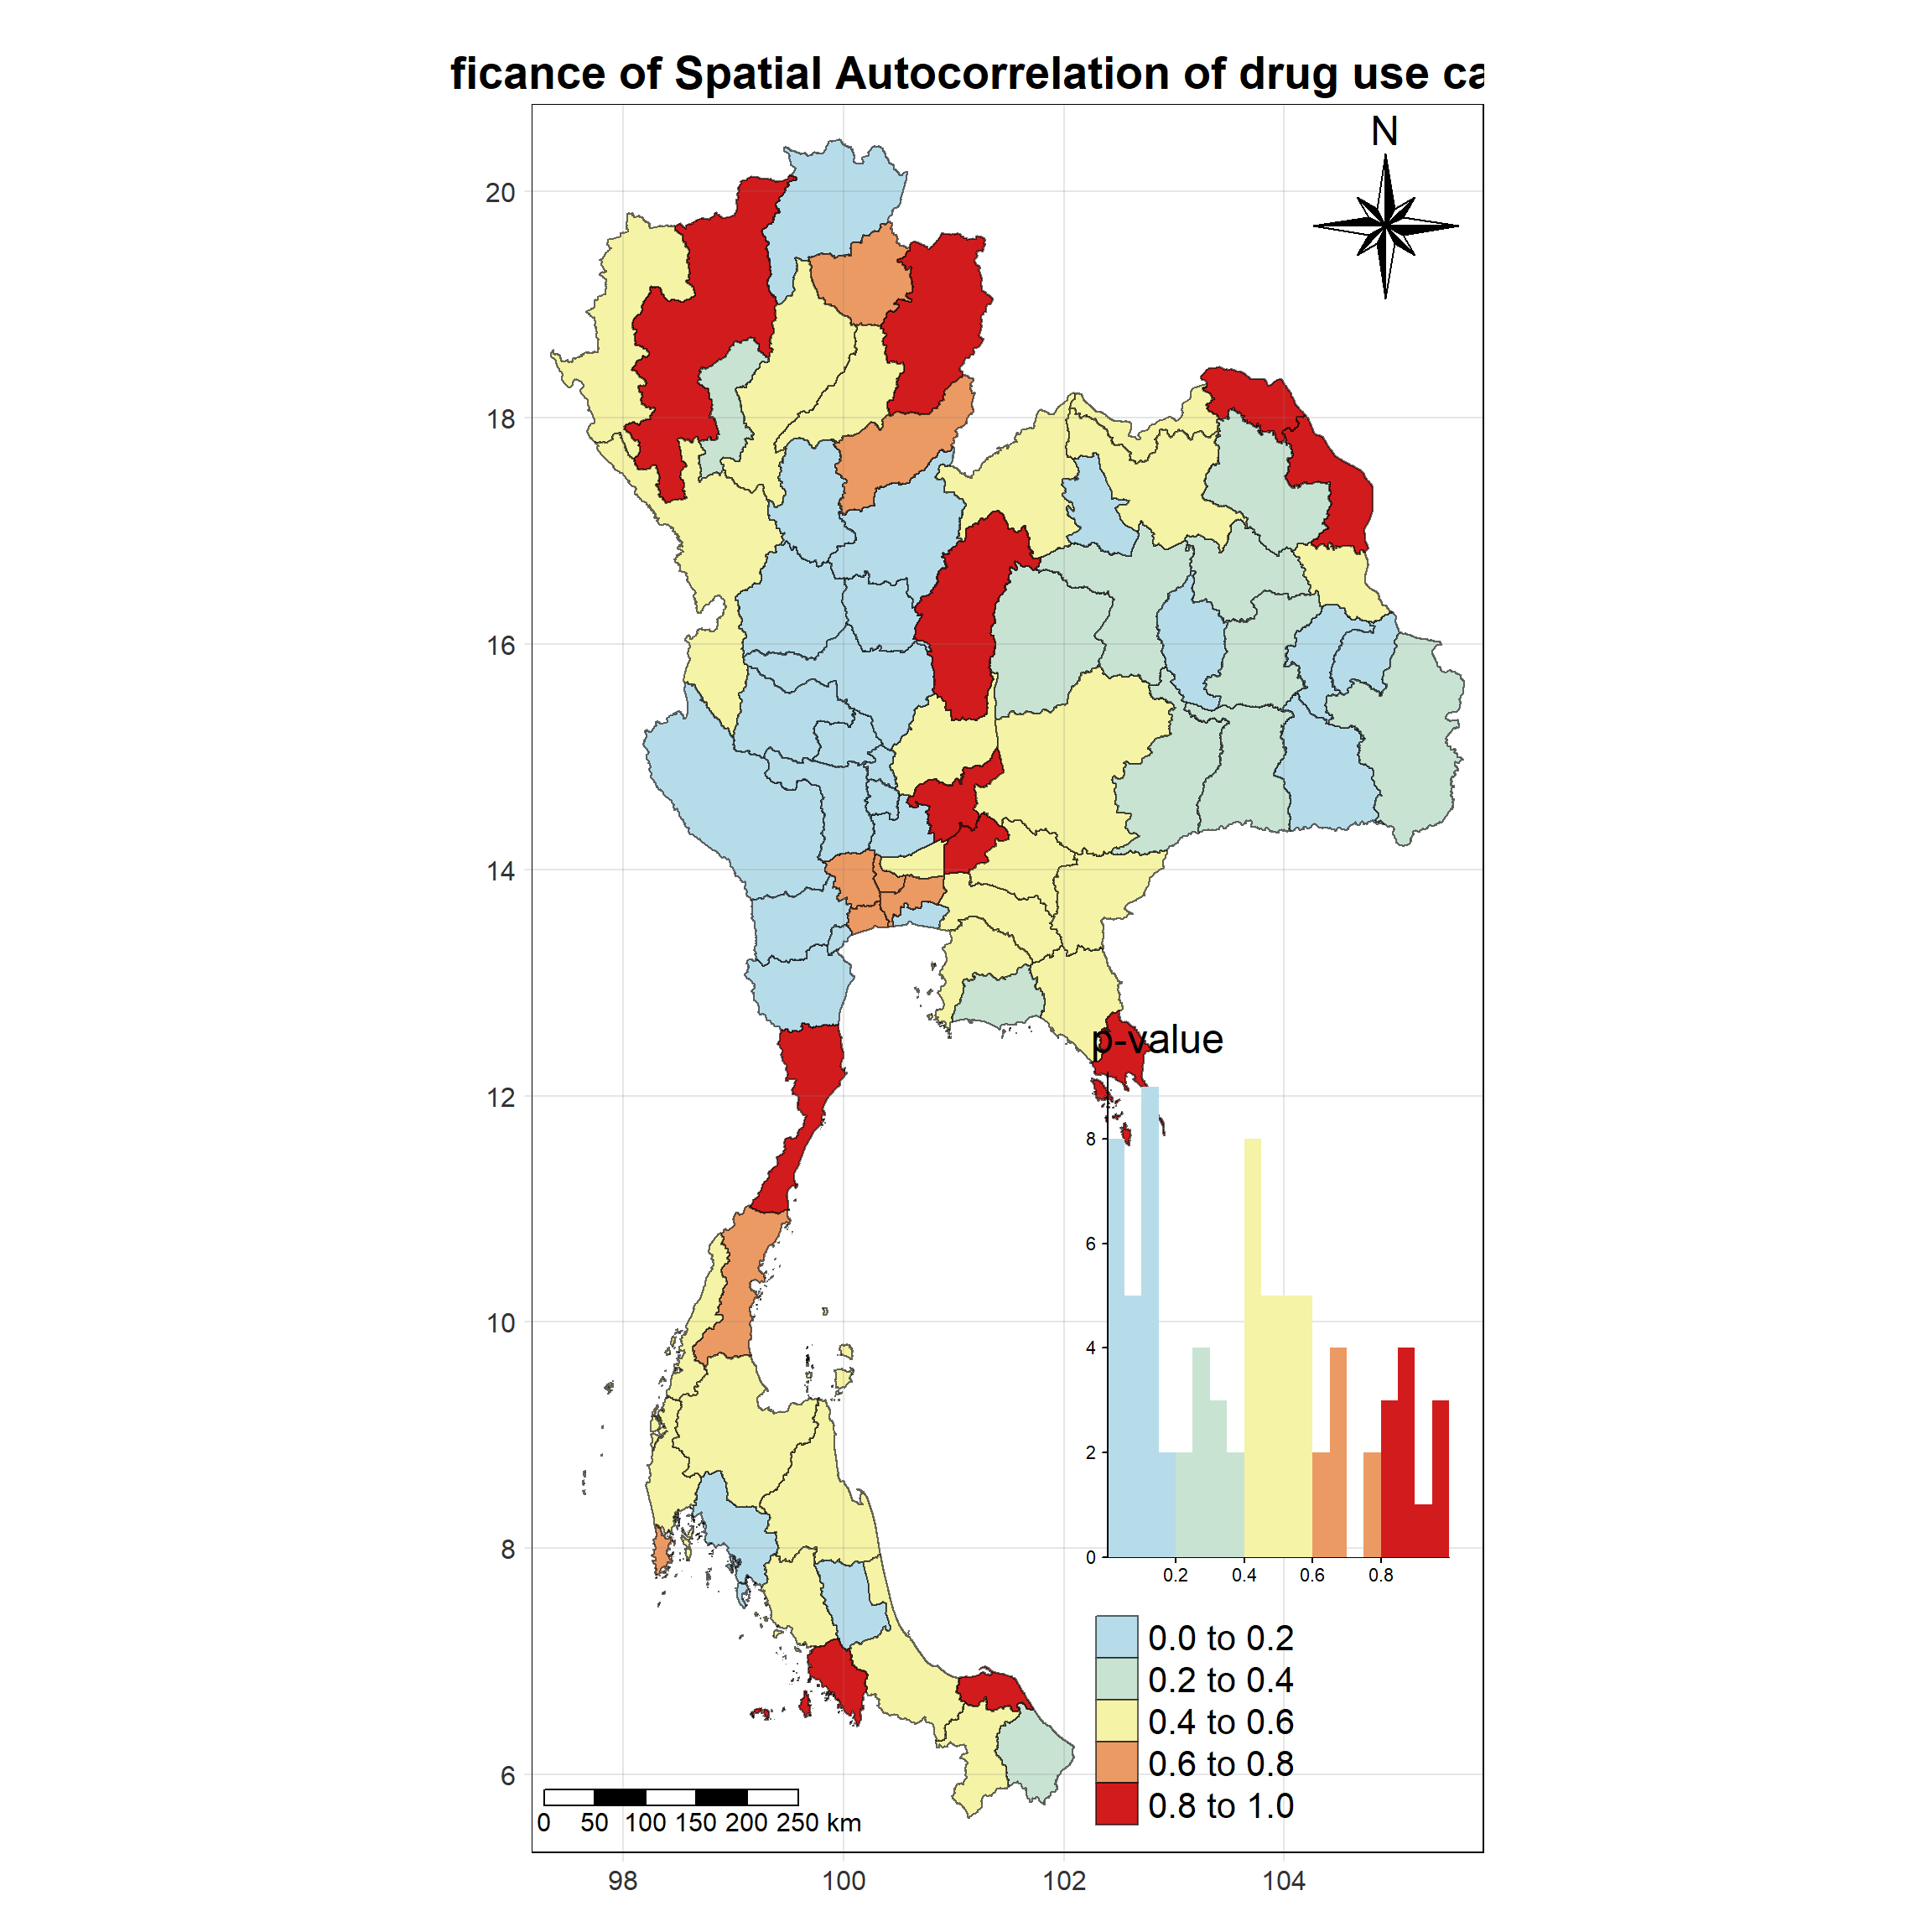 ficance of Spatial Autocorrelation of drug use ca
N
20
18
16
14
12
10
8
6
98 100 102 104
p-value
8
6
4
2
0
0.2 0.4 0.6 0.8
0.0 to 0.2
0.2 to 0.4
0.4 to 0.6
0.6 to 0.8
0.8 to 1.0
0 50 100 150 200 250 km